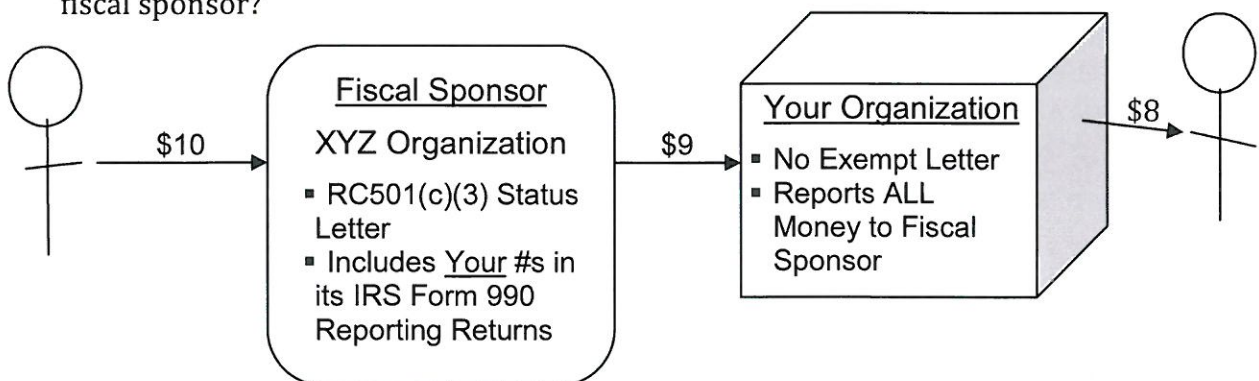 fiscal sponsor?
$10
Fiscal Sponsor
XYZ Organization
▪ RC501(c)(3) Status
Letter
▪ Includes Your #s in
its IRS Form 990
Reporting Returns
$9
Your Organization
▪ No Exempt Letter
▪ Reports ALL
Money to Fiscal
Sponsor
$8